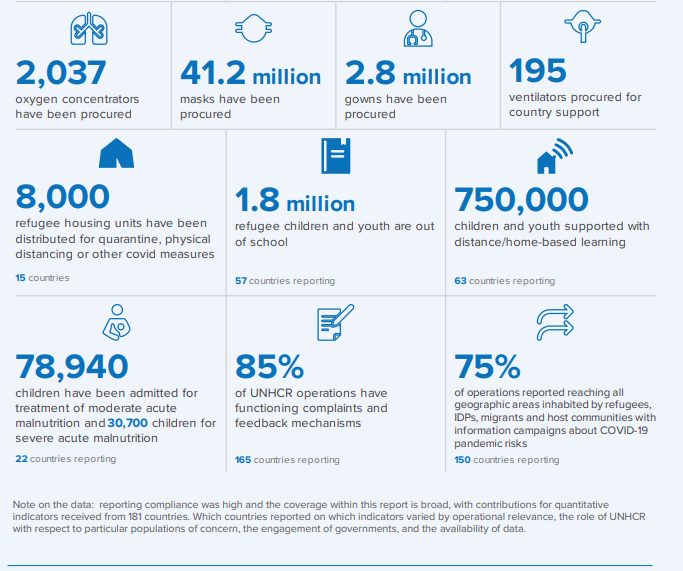 2,037
oxygen concentrators
have been procured
41.2 million
masks have been
procured
2.8 million
gowns have been
procured
195
ventilators procured for
country support
8,000
refugee housing units have been
distributed for quarantine, physical
distancing or other covid measures
15 countries
1.8 million
refugee children and youth are out
of school
57 countries reporting
750,000
children and youth supported with
distance/home-based learning
63 countries reporting
78,940
children have been admitted for
treatment of moderate acute
malnutrition and 30,700 children for
severe acute malnutrition
22 countries reporting
85%
of UNHCR operations have
functioning complaints and
feedback mechanisms
165 countries reporting
75%
of operations reported reaching all
geographic areas inhabited by refugees,
IDPs, migrants and host communities with
information campaigns about COVID-19
pandemic risks
150 countries reporting
Note on the data: reporting compliance was high and the coverage within this report is broad, with contributions for quantitative
indicators received from 181 countries. Which countries reported on which indicators varied by operational relevance, the role of UNHCR
with respect to particular populations of concern, the engagement of governments, and the availability of data.